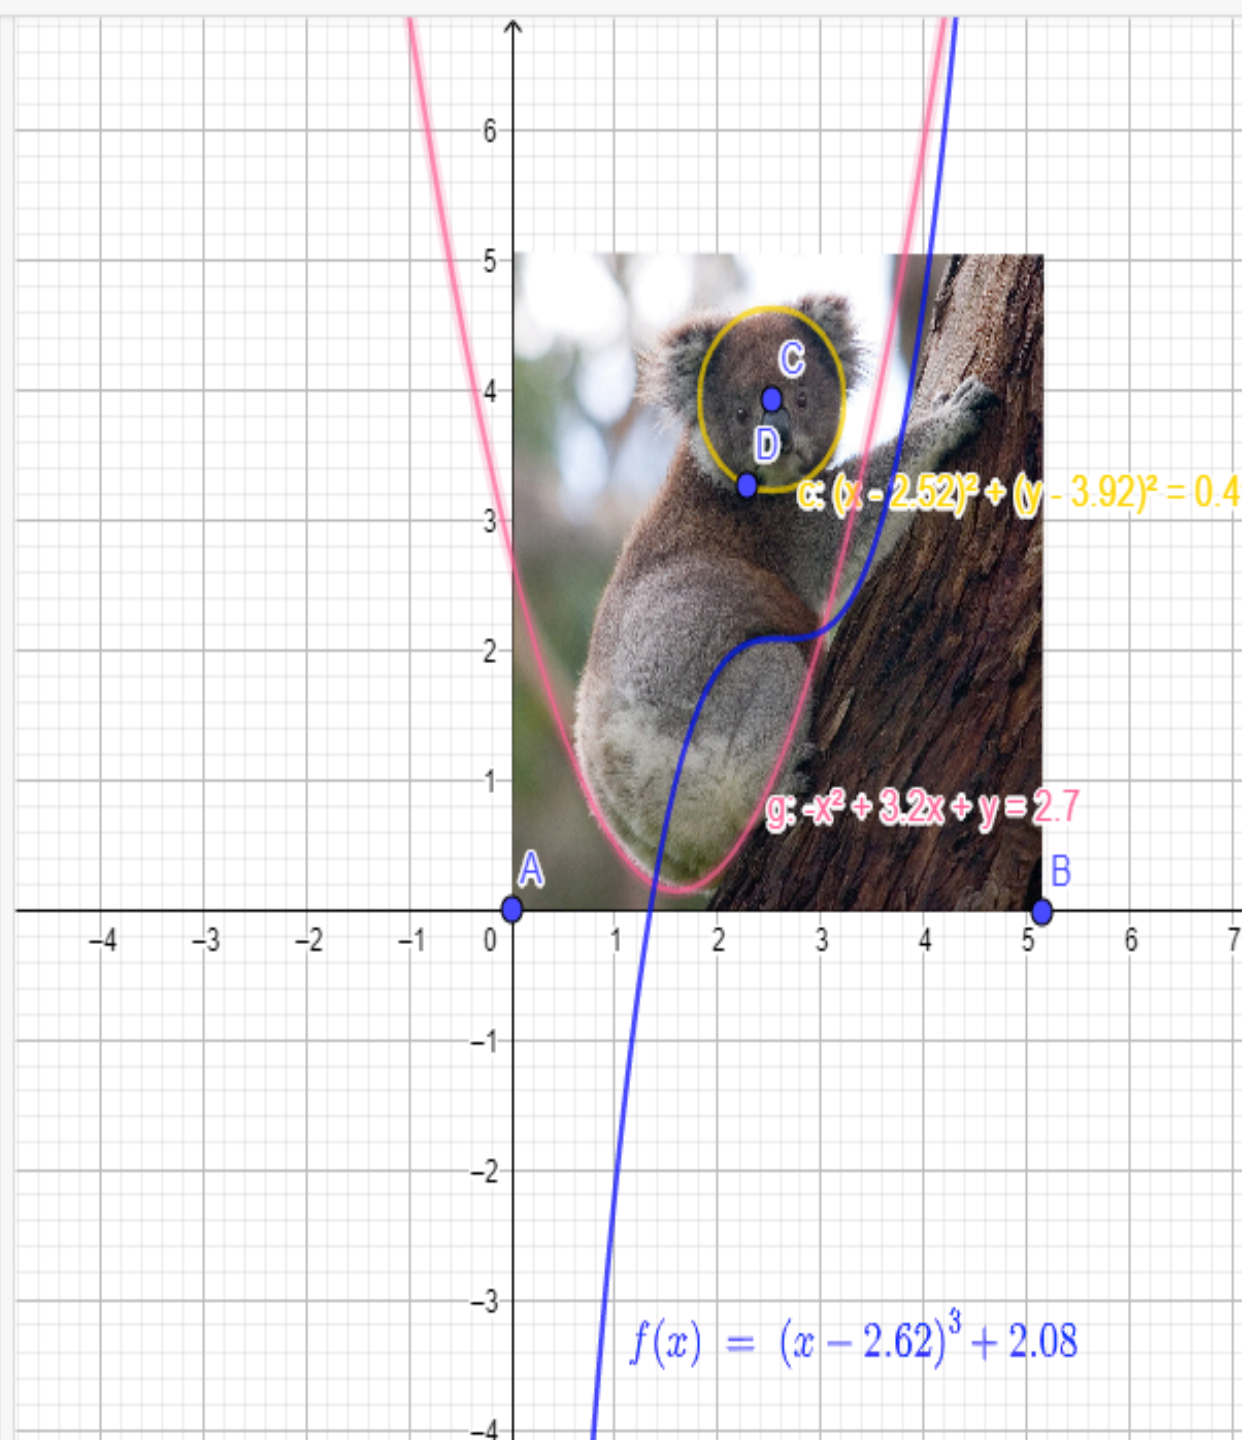 6
5
C
4
D
c: (x - 2.52)² + (y - 3.92)² = 0.4
3
2
1
g: -x² + 3.2x + y = 2.7
A
B
–4 –3 –2 –1 0 1 2 3 4 5 6 7
–1
–2
–3
f(x) = (x − 2.62)³ + 2.08
–4